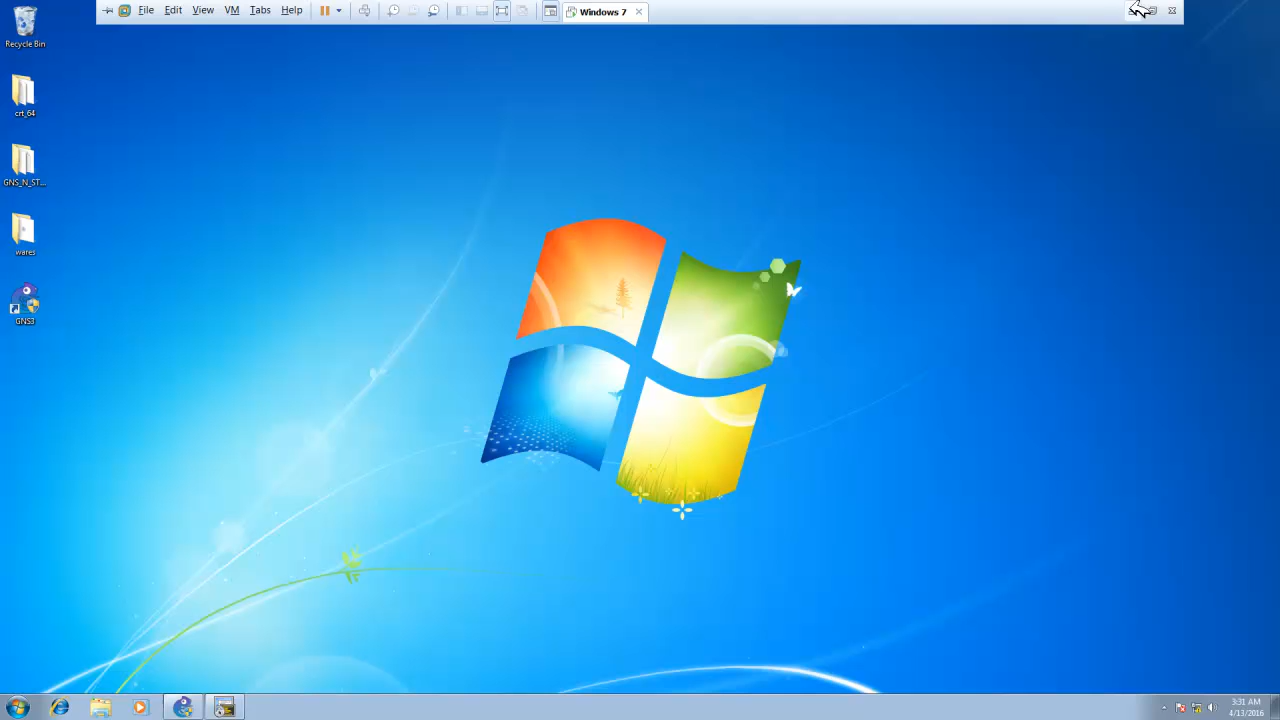 File Edit View VM Tabs Help Windows 7
Recycle Bin
crt_64
GNS_N_ST...
wares
GNS3
3:31 AM
4/13/2016